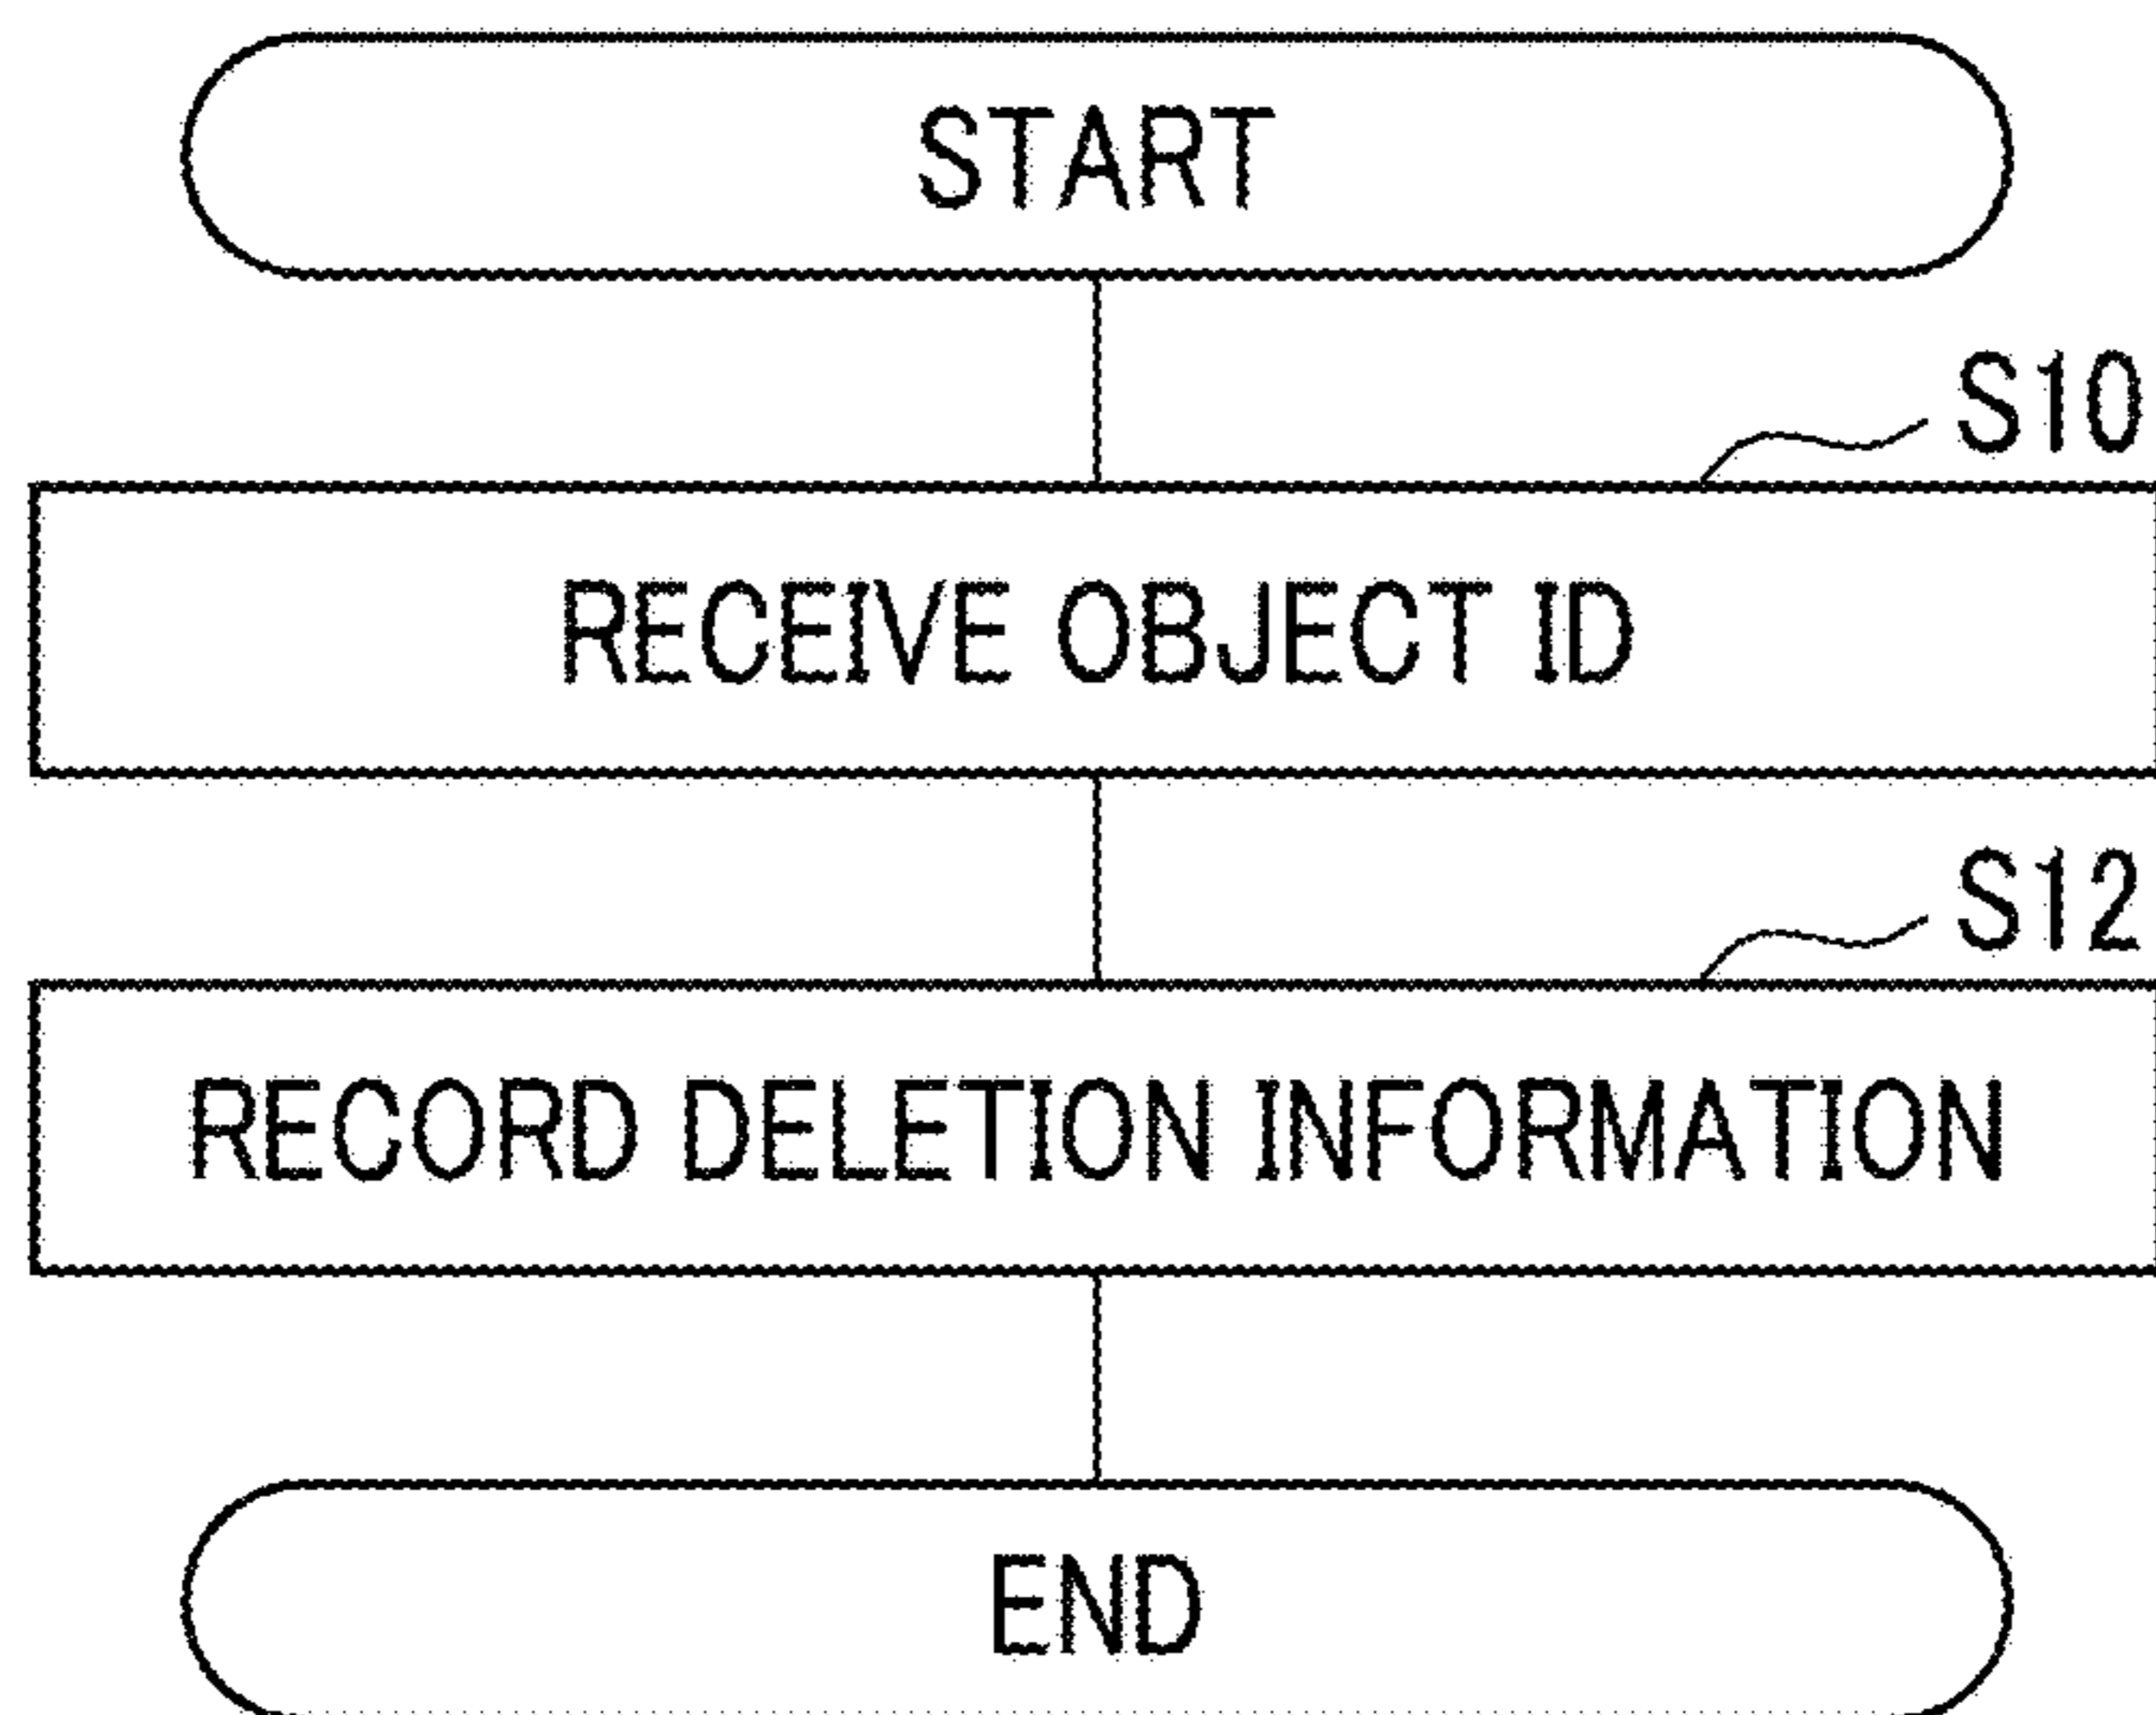 START
S10
RECEIVE OBJECT ID
S12
RECORD DELETION INFORMATION
END